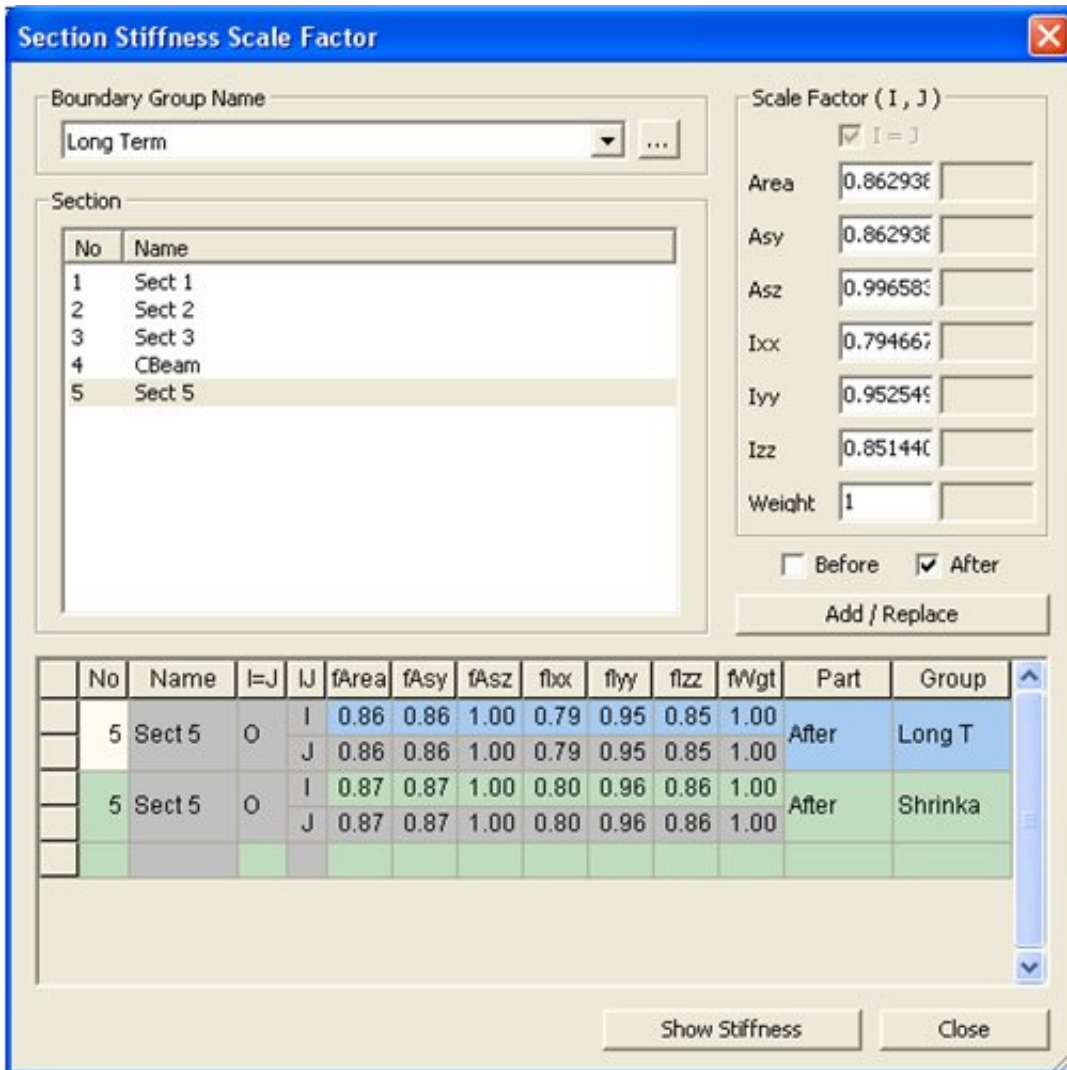 Section Stiffness Scale Factor
Boundary Group Name
Long Term
...
Section
No Name
1 Sect 1
2 Sect 2
3 Sect 3
4 CBeam
5 Sect 5
Scale Factor ( I , J )
I = J
Area 0.862938
Asy 0.862938
Asz 0.996583
Ixx 0.794667
Iyy 0.952549
Izz 0.851440
Weight 1
Before After
Add / Replace
No Name I=J IJ fArea fAsy fAsz fIxx fIyy fIzz fWgt Part Group
5 Sect 5 O I 0.86 0.86 1.00 0.79 0.95 0.85 1.00 After Long T
J 0.86 0.86 1.00 0.79 0.95 0.85 1.00
5 Sect 5 O I 0.87 0.87 1.00 0.80 0.96 0.86 1.00 After Shrinka
J 0.87 0.87 1.00 0.80 0.96 0.86 1.00
Show Stiffness Close